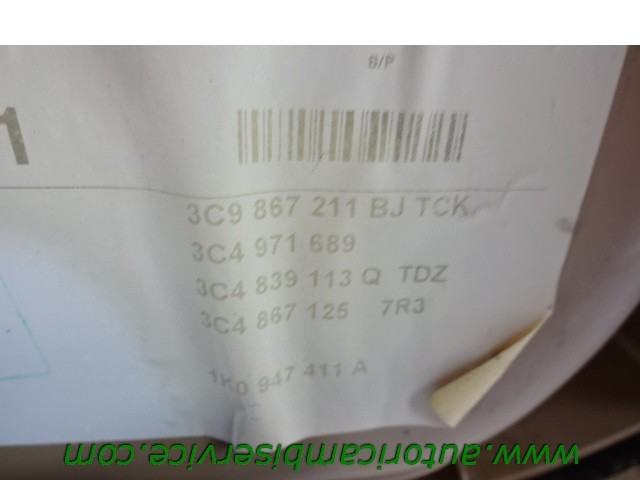 S/P
1
3C9 867 211 BJ TCK
3C4 971 689
3C4 839 113 Q TDZ
3C4 867 125 7R3
1K0 947 411 A
www.autoricambiservice.com